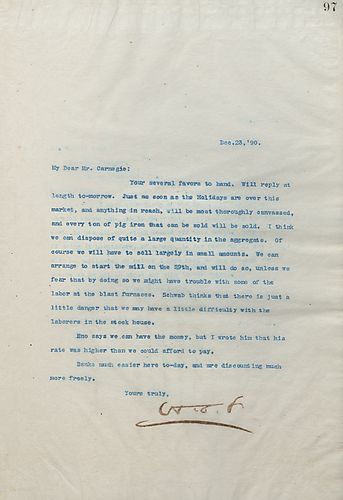 97
Dec.23,'90.
My Dear Mr. Carnegie:
Your several favors to hand. Will reply at
length to-morrow. Just as soon as the Holidays are over this
market, and anything in reach, will be most thoroughly canvassed,
and every ton of pig iron that can be sold will be sold. I think
we can dispose of quite a large quantity in the aggregate. Of
course we will have to sell largely in small amounts. We can
arrange to start the mill on the 29th, and will do so, unless we
fear that by doing so we might have trouble with some of the
labor at the blast furnaces. Schwab thinks that there is just a
little danger that we may have a little difficulty with the
laborers in the stock house.
Eno says we can have the money, but I wrote him that his
rate was higher than we could afford to pay.
Banks much easier here to-day, and are discounting much
more freely.
Yours truly,